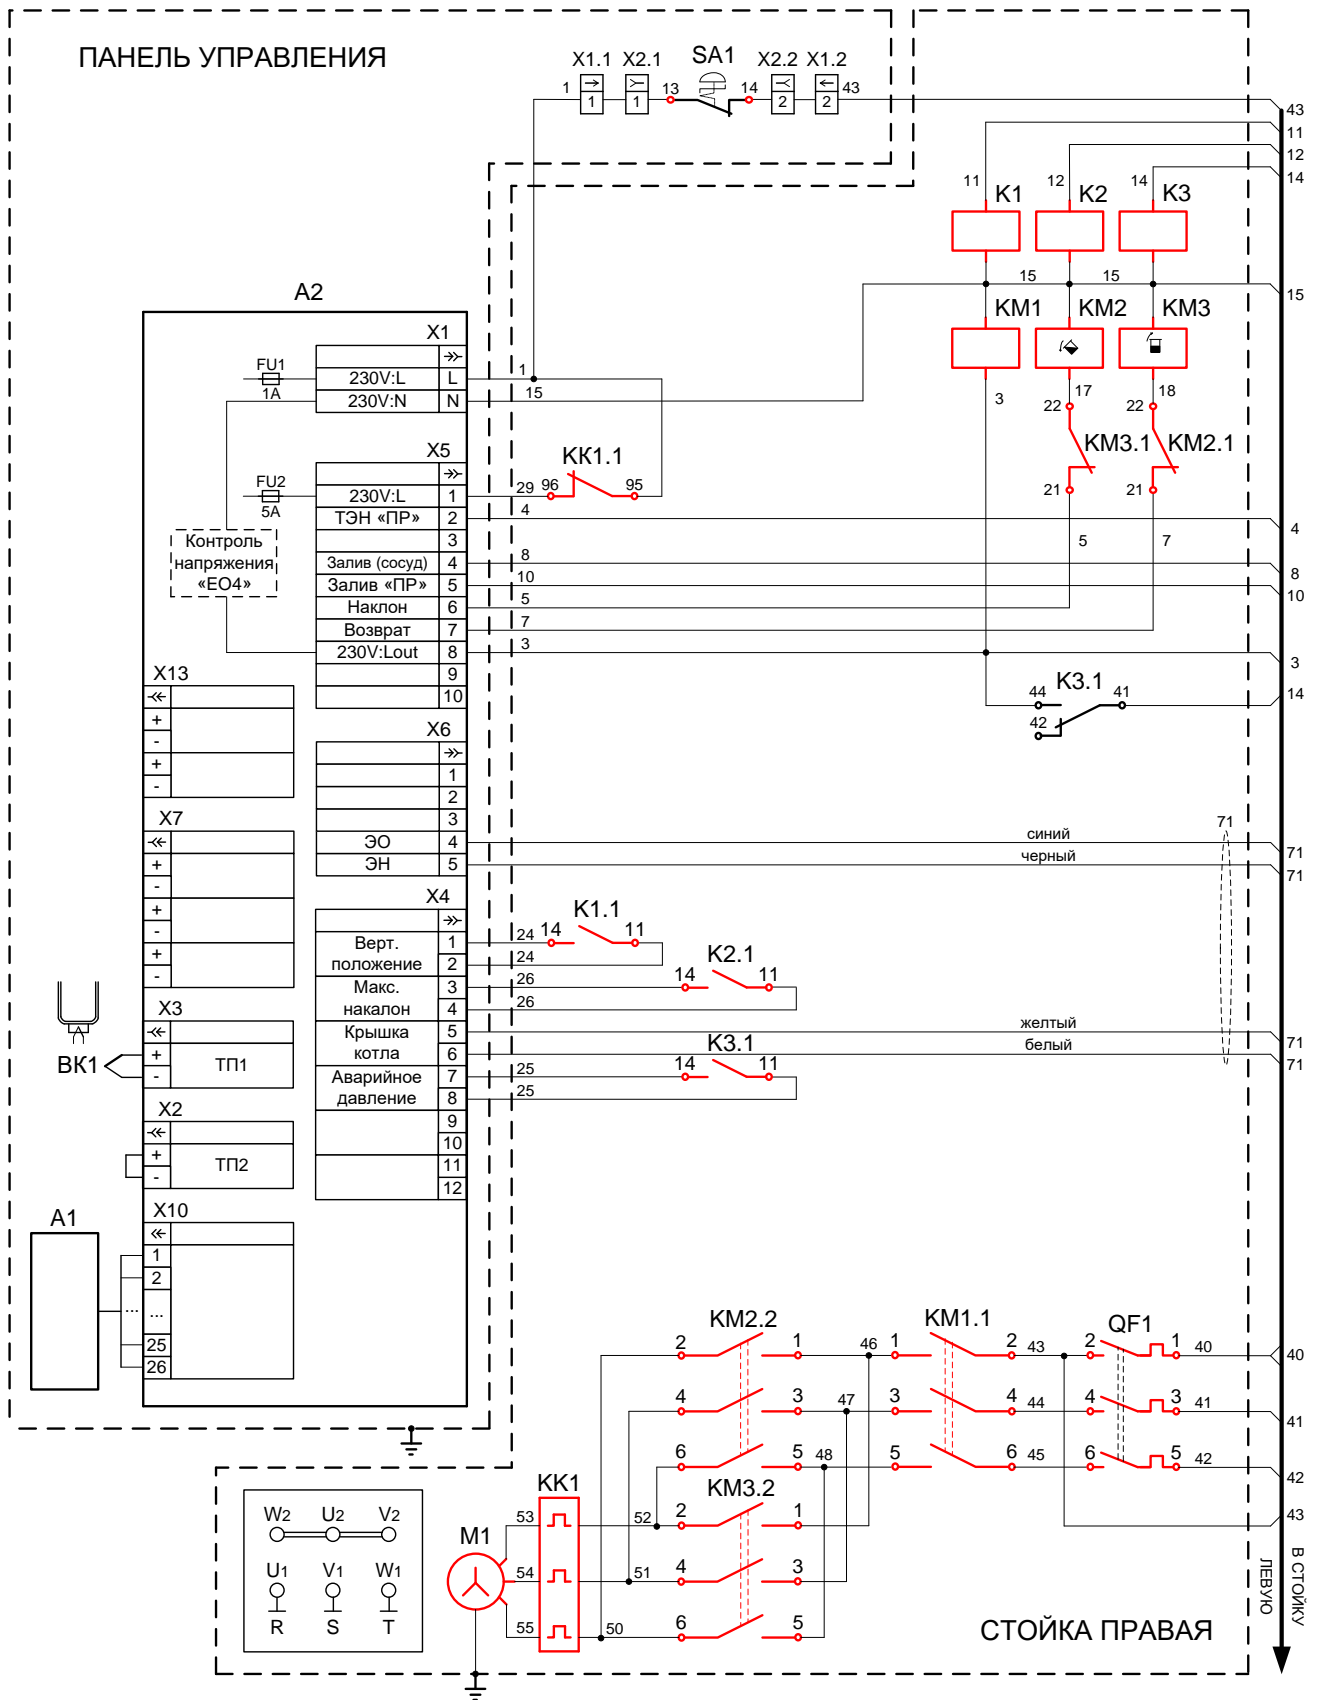 ПАНЕЛЬ УПРАВЛЕНИЯ
X1.1 X2.1 SA1 X2.2 X1.2
1 1 1 13 14 2 2 43
43
11
12
14
11 12 14
K1 K2 K3
15 15
15
KM1 KM2 KM3
3 17 18
22 22
KM3.1 KM2.1
21 21
5 7
A2
X1
FU1
1A
230V:L L 1
230V:N N 15
X5
FU2
5A
KK1.1
230V:L 1 29 96 95
ТЭН «ПР» 2 4 4
3
Залив (сосуд) 4 8 8
Залив «ПР» 5 10 10
Наклон 6 5
Возврат 7 7
230V:Lout 8 3 3
9
10
Контроль
напряжения
«ЕО4»
K3.1
44 41 14
42
X13
+
-
+
-
X6
1
2
3
ЭО 4 синий 71
ЭН 5 черный 71
71
X7
+
-
+
-
+
-
X4
K1.1
Верт.
положение
1 24 14 11
2 24
K2.1
Макс.
накалон
3 26 14 11
4 26
Крышка
котла
5 желтый 71
6 белый 71
K3.1
Аварийное
давление
7 25 14 11
8 25
9
10
11
12
X3
BK1
+
-
ТП1
X2
+
-
ТП2
X10
A1
1
2
...
...
25
26
KM2.2 KM1.1 QF1
2 1 46 1 2 43 2 1 40 40
4 3 47 3 4 44 4 3 41 41
6 5 48 5 6 45 6 5 42 42
43
KK1
KM3.2
M1
53 52 2 1
54 51 4 3
55 50 6 5
W2 U2 V2
U1 V1 W1
R S T
СТОЙКА ПРАВАЯ
В СТОЙКУ
ЛЕВУЮ